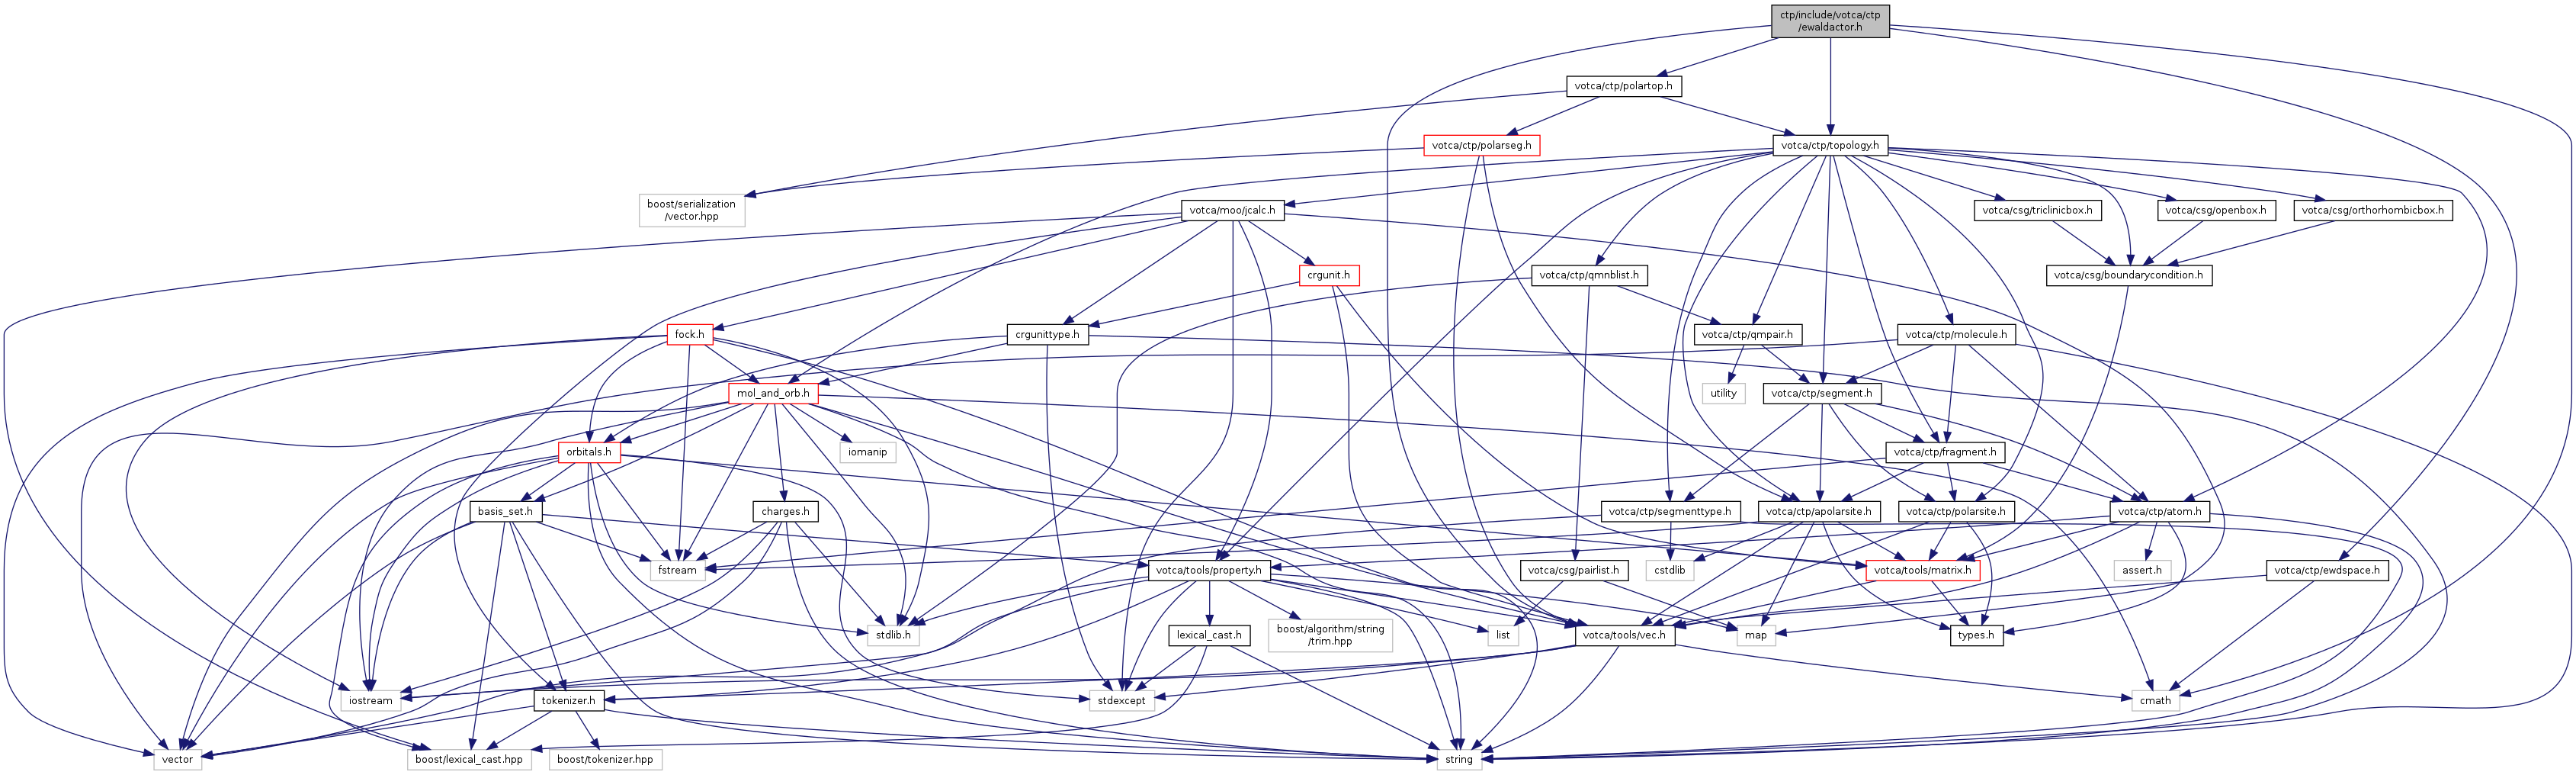 ctp/include/votca/ctp
/ewaldactor.h
votca/ctp/polartop.h
votca/ctp/polarseg.h
votca/ctp/topology.h
boost/serialization
/vector.hpp
votca/moo/jcalc.h
votca/csg/triclinicbox.h
votca/csg/openbox.h
votca/csg/orthorhombicbox.h
crgunit.h
votca/ctp/qmnblist.h
votca/csg/boundarycondition.h
fock.h
crgunittype.h
votca/ctp/qmpair.h
votca/ctp/molecule.h
mol_and_orb.h
utility
votca/ctp/segment.h
orbitals.h
iomanip
votca/ctp/fragment.h
basis_set.h
charges.h
votca/ctp/segmenttype.h
votca/ctp/apolarsite.h
votca/ctp/polarsite.h
votca/ctp/atom.h
fstream
votca/tools/property.h
votca/csg/pairlist.h
cstdlib
votca/tools/matrix.h
assert.h
votca/ctp/ewdspace.h
stdlib.h
lexical_cast.h
boost/algorithm/string
/trim.hpp
list
votca/tools/vec.h
map
types.h
iostream
tokenizer.h
stdexcept
cmath
vector
boost/lexical_cast.hpp
boost/tokenizer.hpp
string